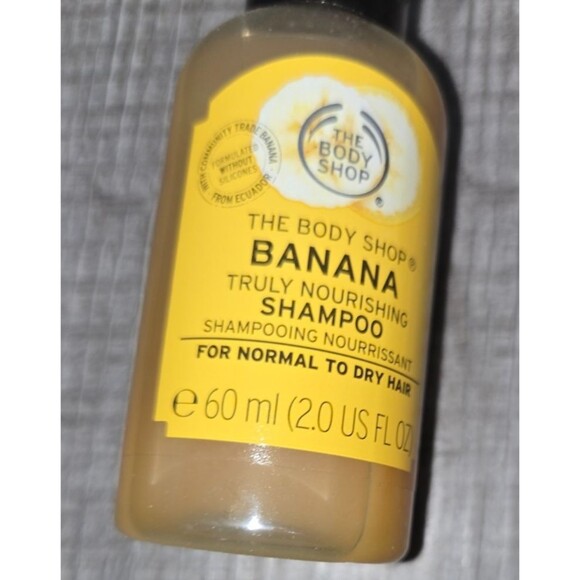 THE
BODY
SHOP
®
WITH COMMUNITY TRADE BANANA
FORMULATED
WITHOUT
SILICONES
FROM ECUADOR
THE BODY SHOP®
BANANA
TRULY NOURISHING
SHAMPOO
SHAMPOOING NOURRISSANT
FOR NORMAL TO DRY HAIR
e 60 ml (2.0 US FL OZ)